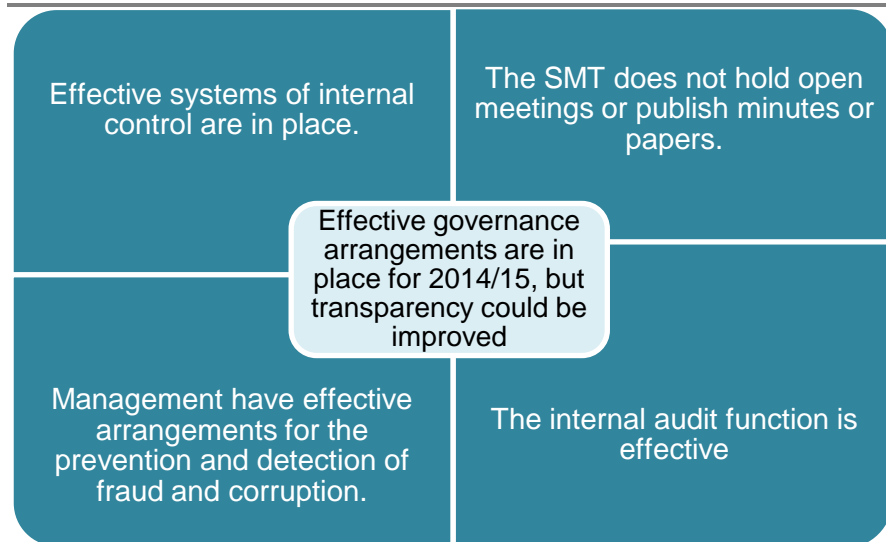 Effective systems of internal
control are in place.
The SMT does not hold open
meetings or publish minutes or
papers.
Effective governance
arrangements are in
place for 2014/15, but
transparency could be
improved
Management have effective
arrangements for the
prevention and detection of
fraud and corruption.
The internal audit function is
effective